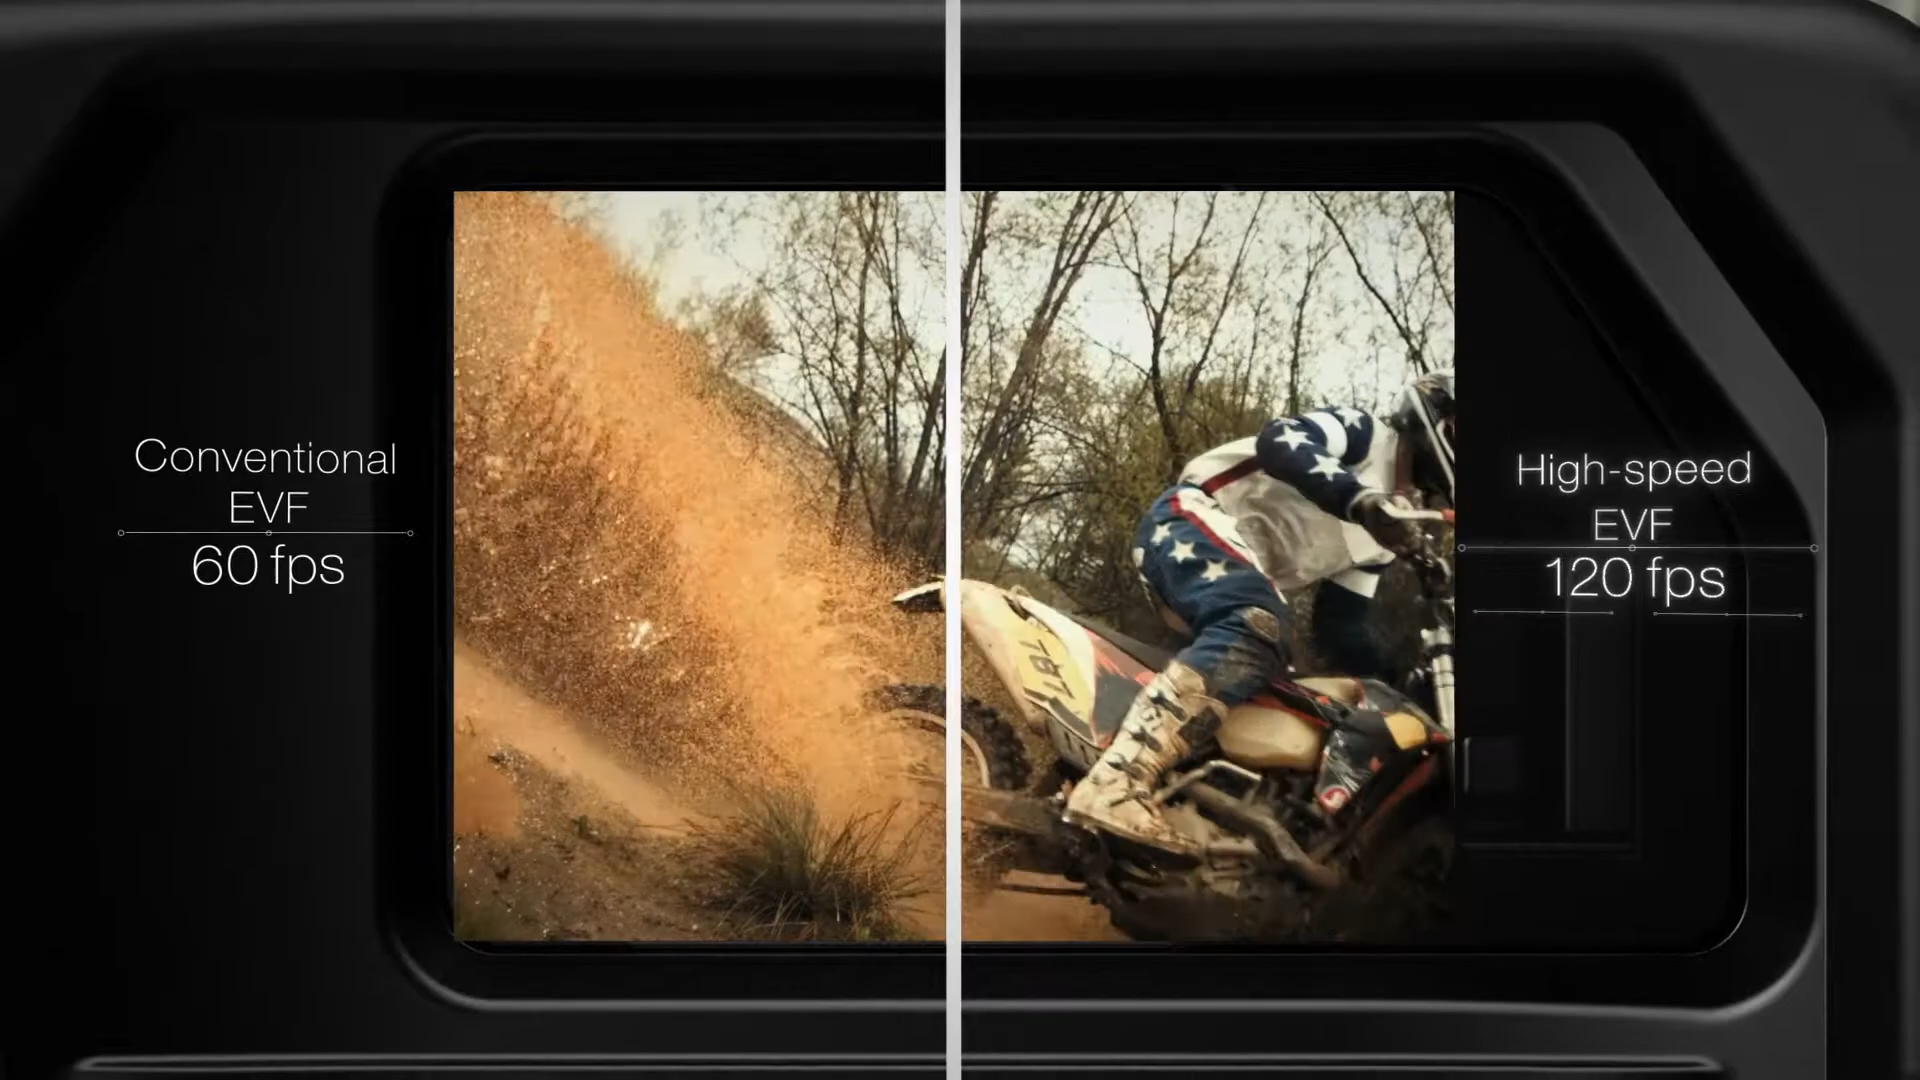 Conventional
EVF
60 fps
High-speed
EVF
120 fps